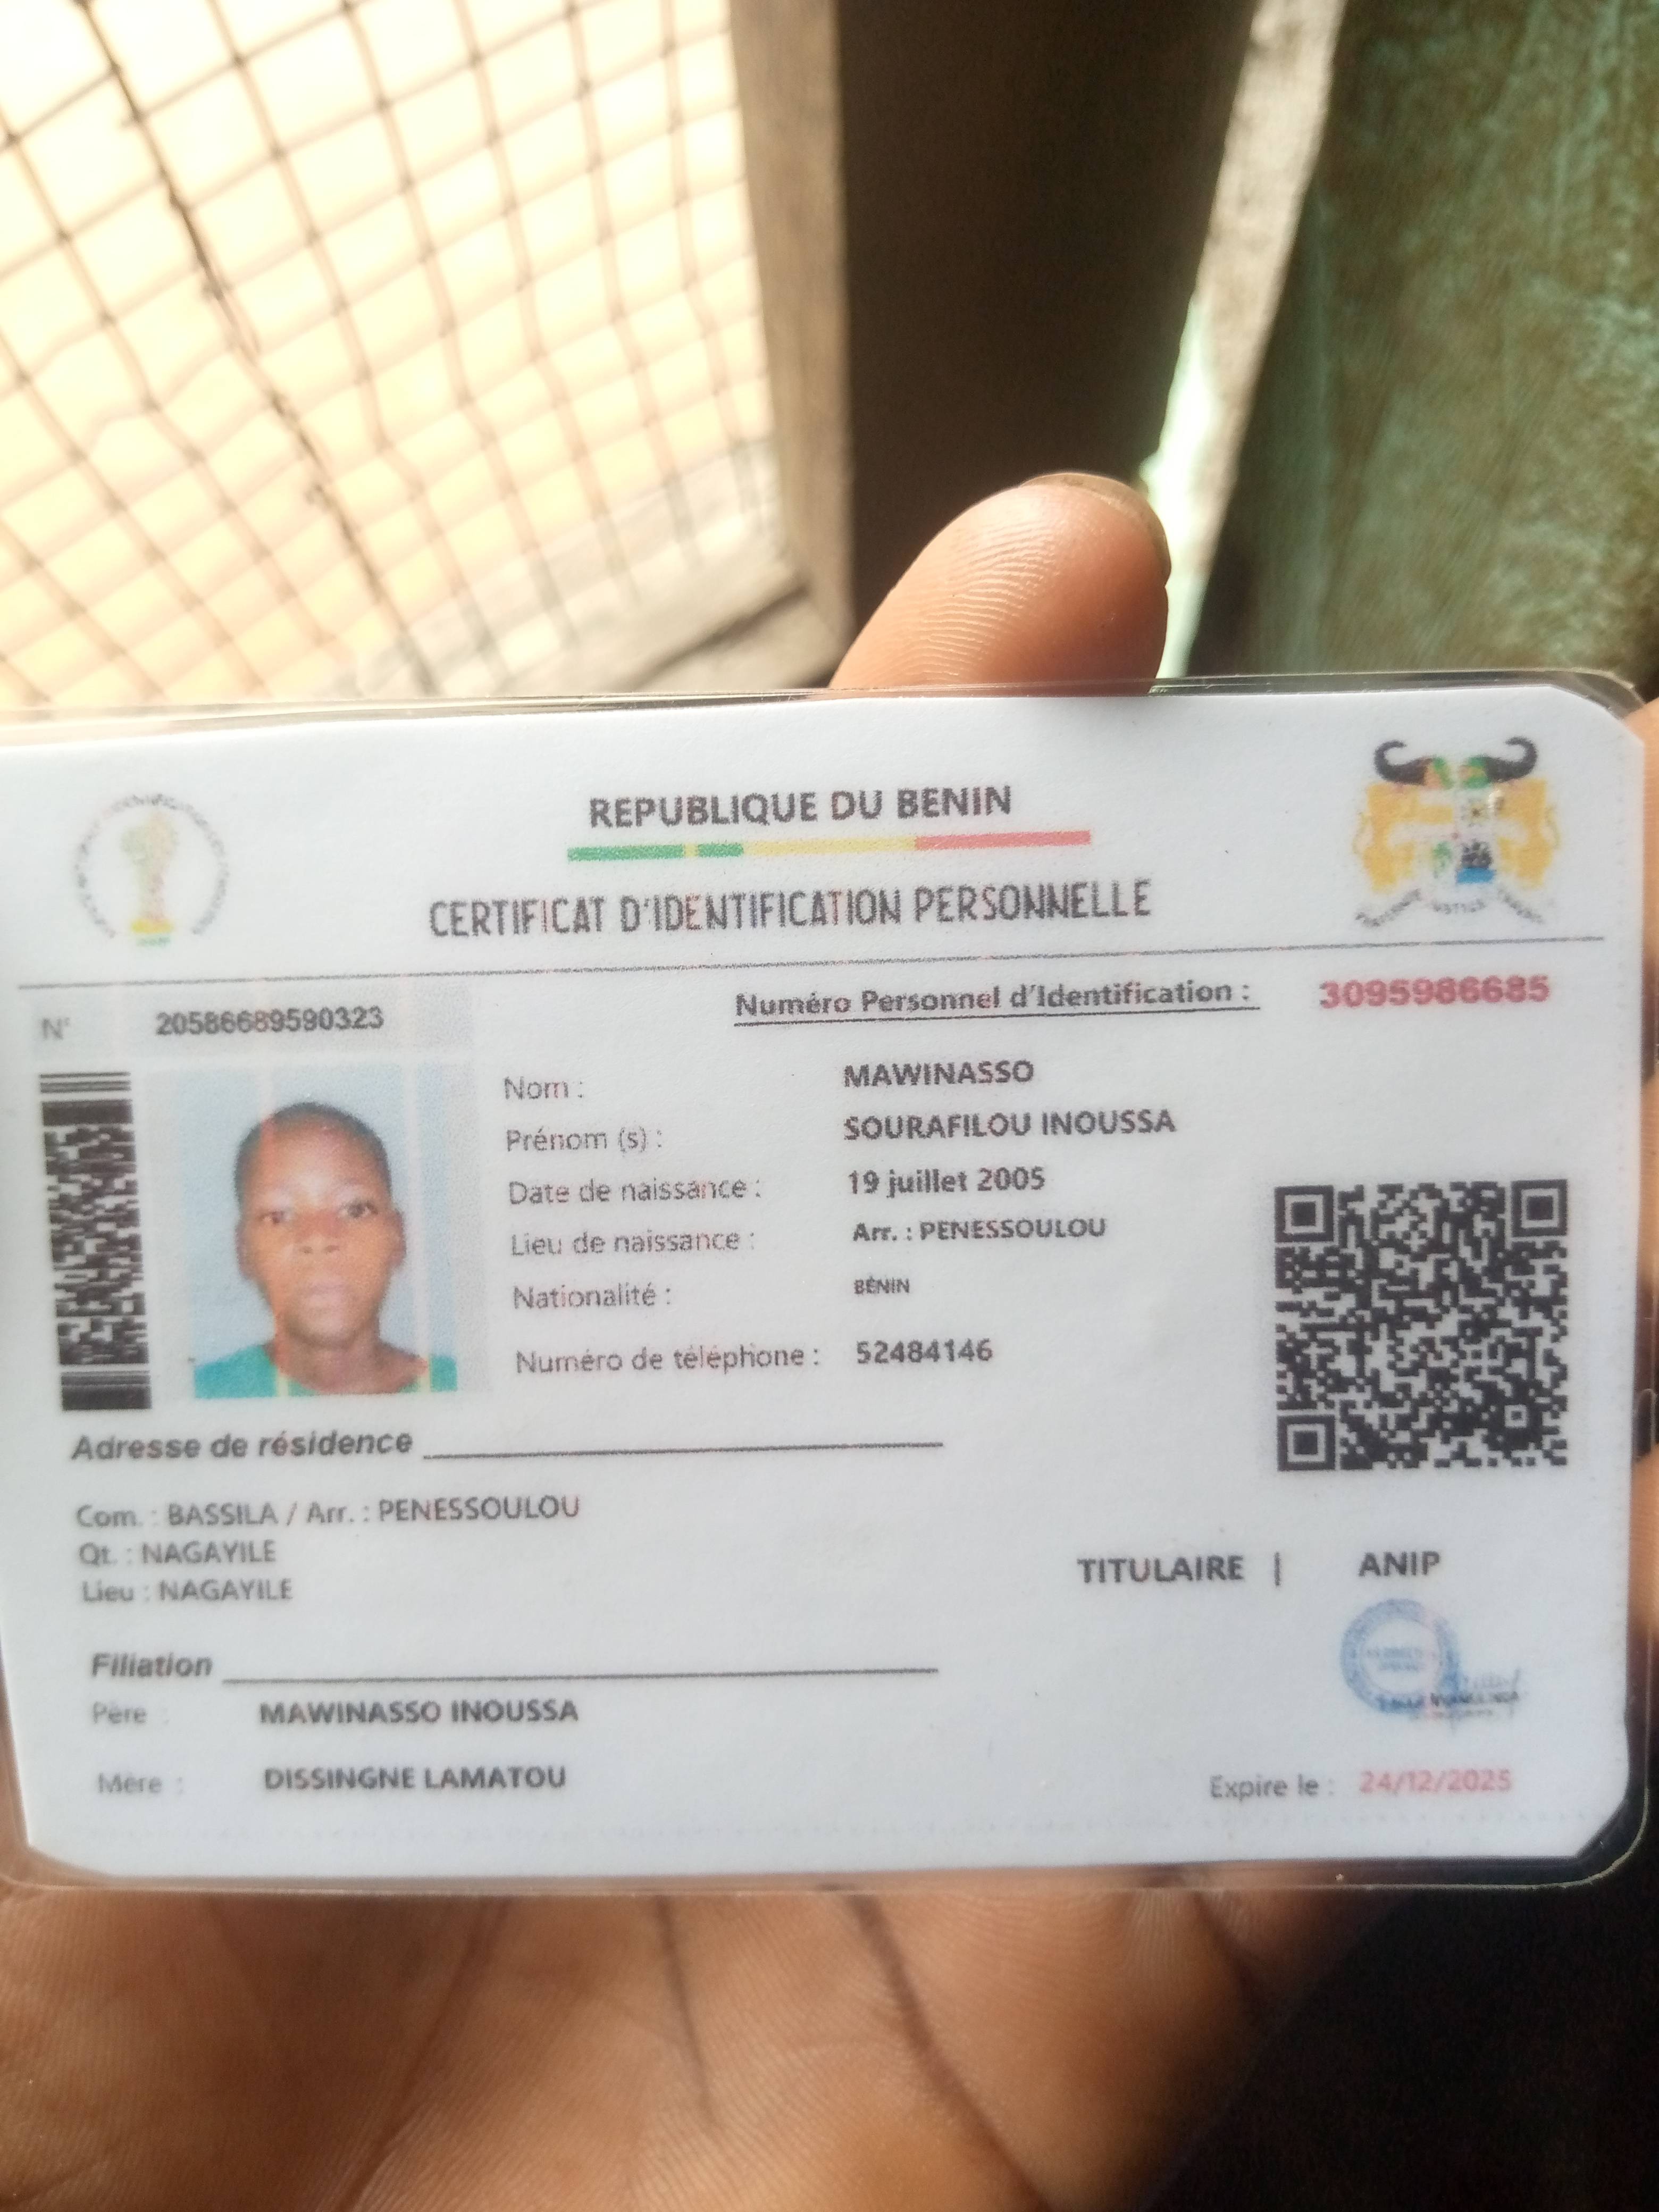 REPUBLIQUE DU BENIN
CERTIFICAT D'IDENTIFICATION PERSONNELLE
N° 20586689590323
Numéro Personnel d'Identification : 3095986685
Nom : MAWINASSO
Prénom (s) : SOURAFILOU INOUSSA
Date de naissance : 19 juillet 2005
Lieu de naissance : Arr. : PENESSOULOU
Nationalité : BÉNIN
Numéro de téléphone : 52484146
Adresse de résidence
Com. : BASSILA / Arr. : PENESSOULOU
Qt. : NAGAYILE
Lieu : NAGAYILE
TITULAIRE | ANIP
Filiation
Père : MAWINASSO INOUSSA
Mère : DISSINGNE LAMATOU
Expire le : 24/12/2025